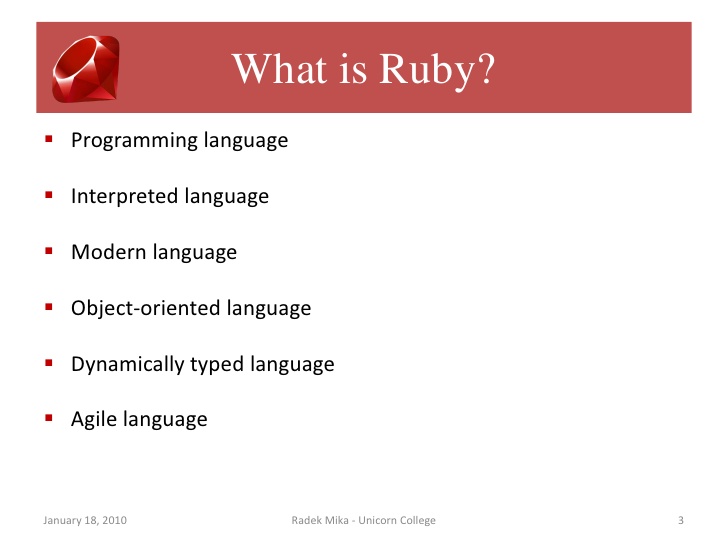 What is Ruby?
Programming language
Interpreted language
Modern language
Object-oriented language
Dynamically typed language
Agile language
January 18, 2010
Radek Mika - Unicorn College
3